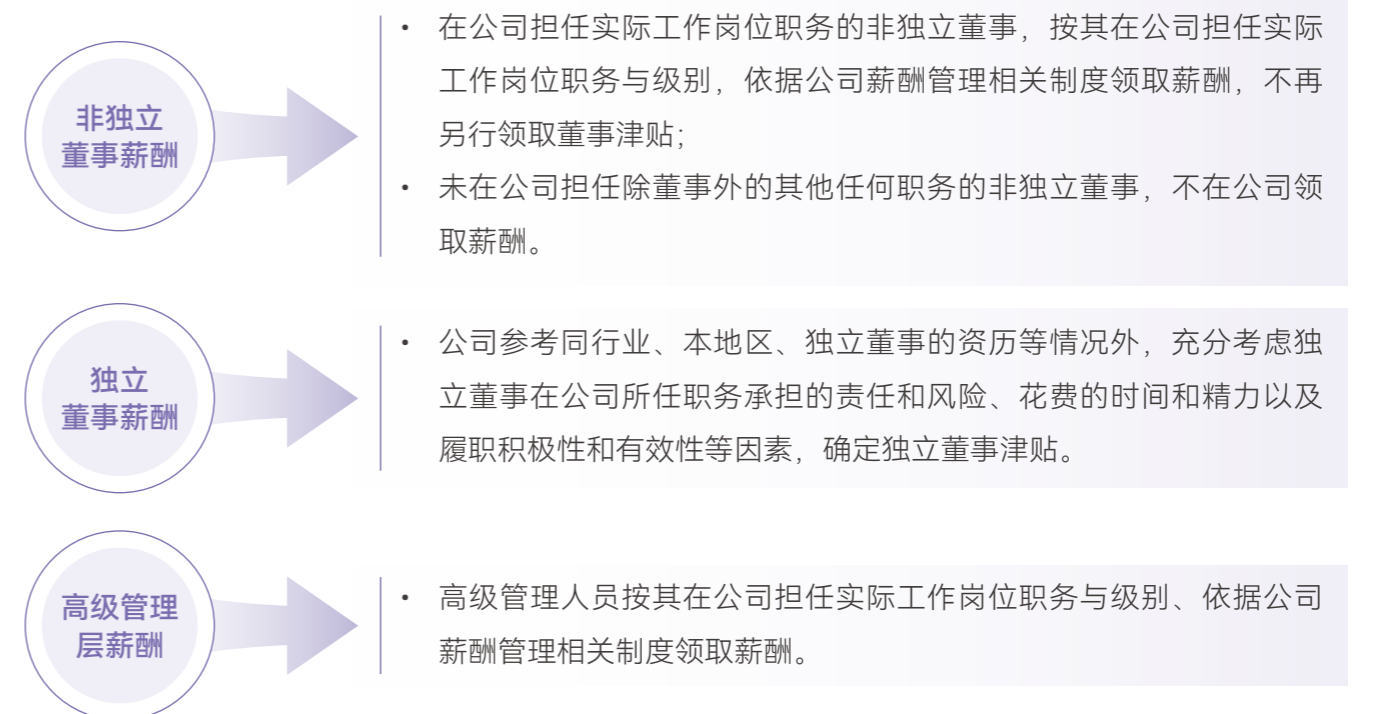 非独立
董事薪酬
• 在公司担任实际工作岗位职务的非独立董事，按其在公司担任实际
工作岗位职务与级别，依据公司薪酬管理相关制度领取薪酬，不再
另行领取董事津贴；
• 未在公司担任除董事外的其他任何职务的非独立董事，不在公司领
取薪酬。
独立
董事薪酬
• 公司参考同行业、本地区、独立董事的资历等情况外，充分考虑独
立董事在公司所任职务承担的责任和风险、花费的时间和精力以及
履职积极性和有效性等因素，确定独立董事津贴。
高级管理
层薪酬
• 高级管理人员按其在公司担任实际工作岗位职务与级别、依据公司
薪酬管理相关制度领取薪酬。